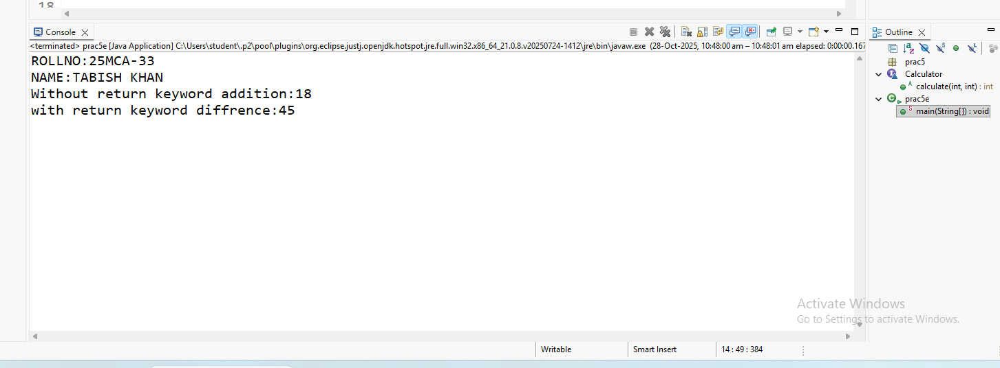 18
Console
<terminated> prac5e [Java Application] C:\Users\student\.p2\pool\plugins\org.eclipse.justj.openjdk.hotspot.jre.full.win32.x86_64_21.0.8.v20250724-1412\jre\bin\javaw.exe (28-Oct-2025, 10:48:00 am – 10:48:01 am elapsed: 0:00:00.167
ROLLNO:25MCA-33
NAME:TABISH KHAN
Without return keyword addition:18
with return keyword diffrence:45
Outline
prac5
Calculator
calculate(int, int) : int
prac5e
main(String[]) : void
Activate Windows
Go to Settings to activate Windows.
Writable
Smart Insert
14 : 49 : 384